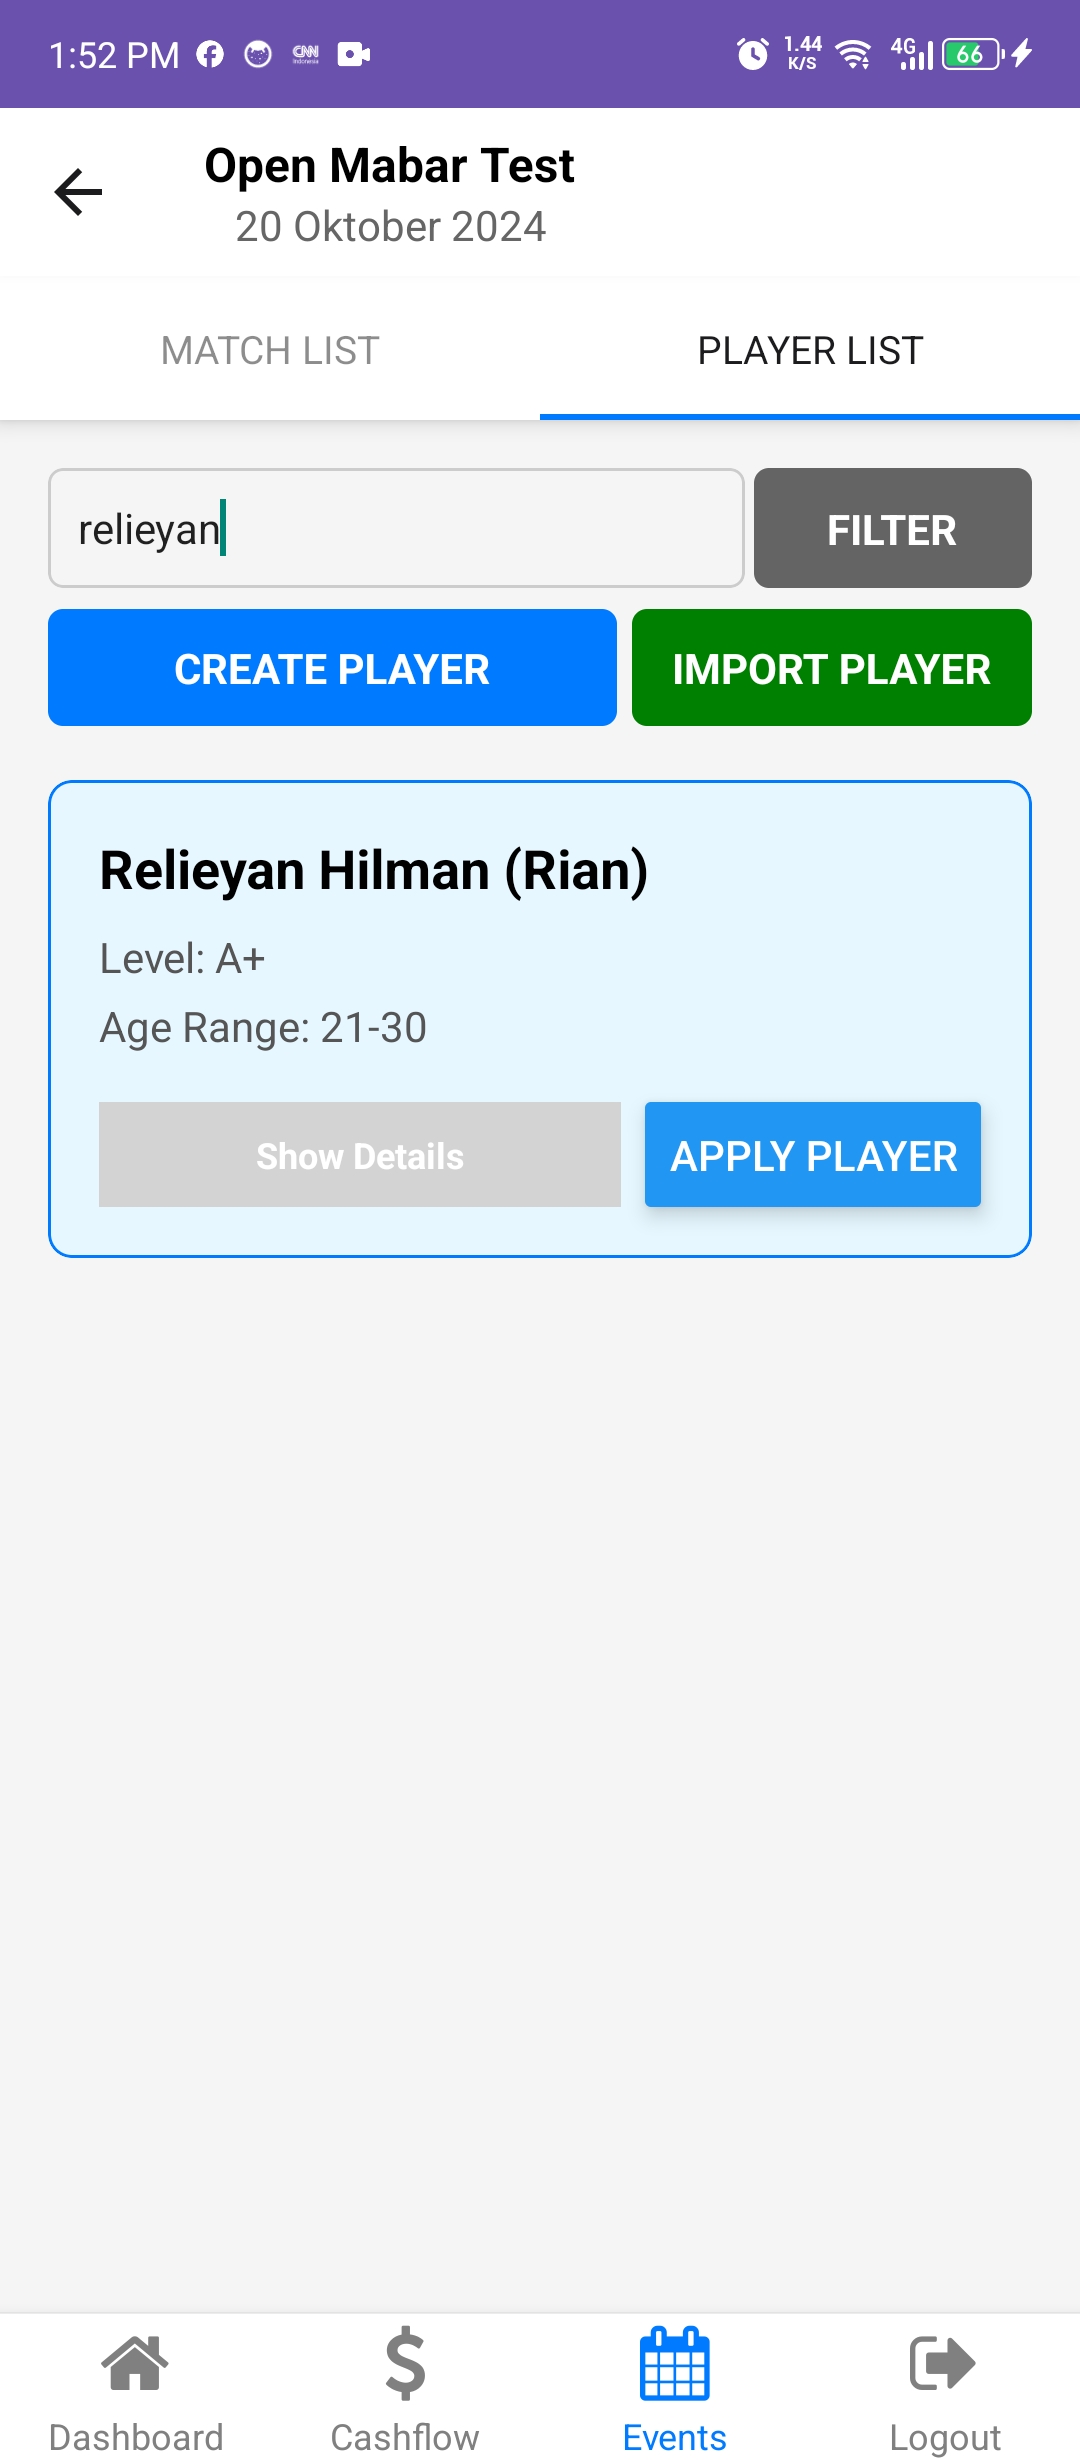 1:52 PM
CNN Indonesia
1.44 K/S
4G
66
Open Mabar Test
20 Oktober 2024
MATCH LIST
PLAYER LIST
relieyan
FILTER
CREATE PLAYER
IMPORT PLAYER
Relieyan Hilman (Rian)
Level: A+
Age Range: 21-30
Show Details
APPLY PLAYER
Dashboard
Cashflow
Events
Logout